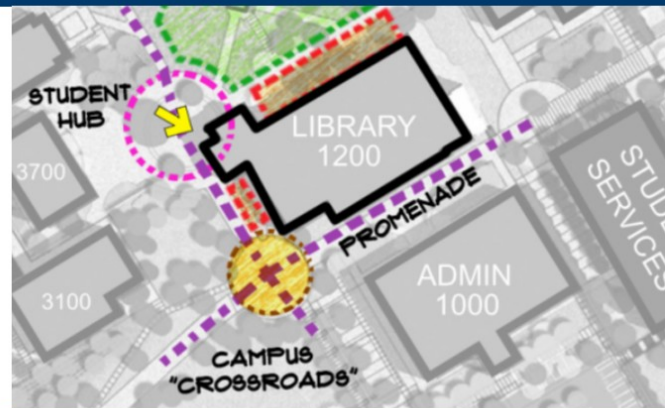 STUDENT
HUB
LIBRARY
1200
3700
PROMENADE
3100
ADMIN
1000
CAMPUS
"CROSSROADS"